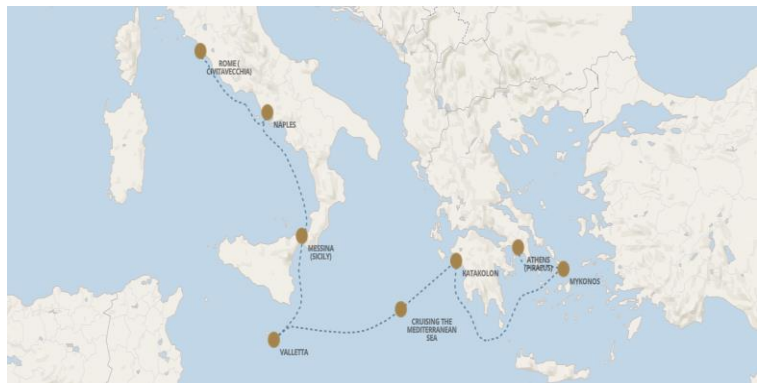 ROME (
CIVITAVECCHIA)
NAPLES
MESSINA
(SICILY)
KATAKOLON
ATHENS
(PIRAEUS)
MYKONOS
CRUISING THE
MEDITERRANEAN
SEA
VALLETTA